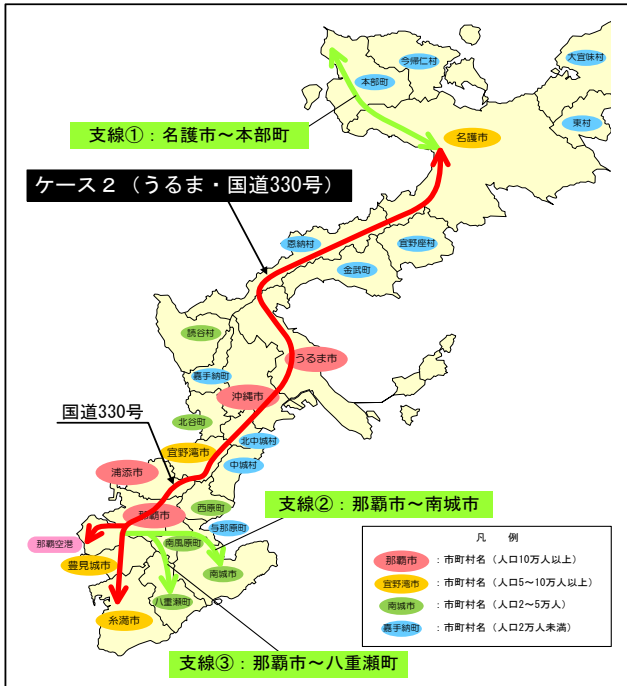 今帰仁村
大宜味村
本部町
東村
支線①：名護市～本部町
名護市
ケース２（うるま・国道330号）
恩納村
宜野座村
金武町
読谷村
うるま市
嘉手納町
沖縄市
国道330号
北谷町
宜野湾市
北中城村
中城村
浦添市
西原町
那覇市
支線②：那覇市～南城市
与那原町
那覇空港
南風原町
豊見城市
南城市
八重瀬町
糸満市
支線③：那覇市～八重瀬町
凡 例
那覇市 ：市町村名（人口10万人以上）
宜野湾市 ：市町村名（人口5～10万人以上）
南城市 ：市町村名（人口2～5万人）
嘉手納町 ：市町村名（人口2万人未満）